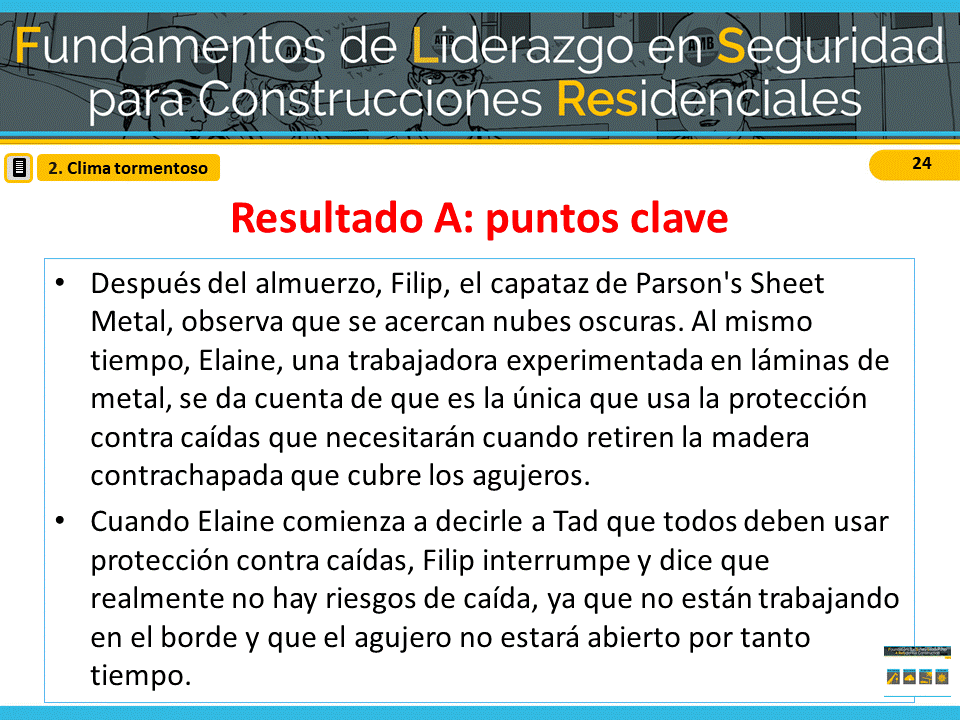 Fundamentos de Liderazgo en Seguridad
para Construcciones Residenciales
AMB
AMB
AMB
2. Clima tormentoso
24
Resultado A: puntos clave
• Después del almuerzo, Filip, el capataz de Parson's Sheet
Metal, observa que se acercan nubes oscuras. Al mismo
tiempo, Elaine, una trabajadora experimentada en láminas de
metal, se da cuenta de que es la única que usa la protección
contra caídas que necesitarán cuando retiren la madera
contrachapada que cubre los agujeros.
• Cuando Elaine comienza a decirle a Tad que todos deben usar
protección contra caídas, Filip interrumpe y dice que
realmente no hay riesgos de caída, ya que no están trabajando
en el borde y que el agujero no estará abierto por tanto
tiempo.